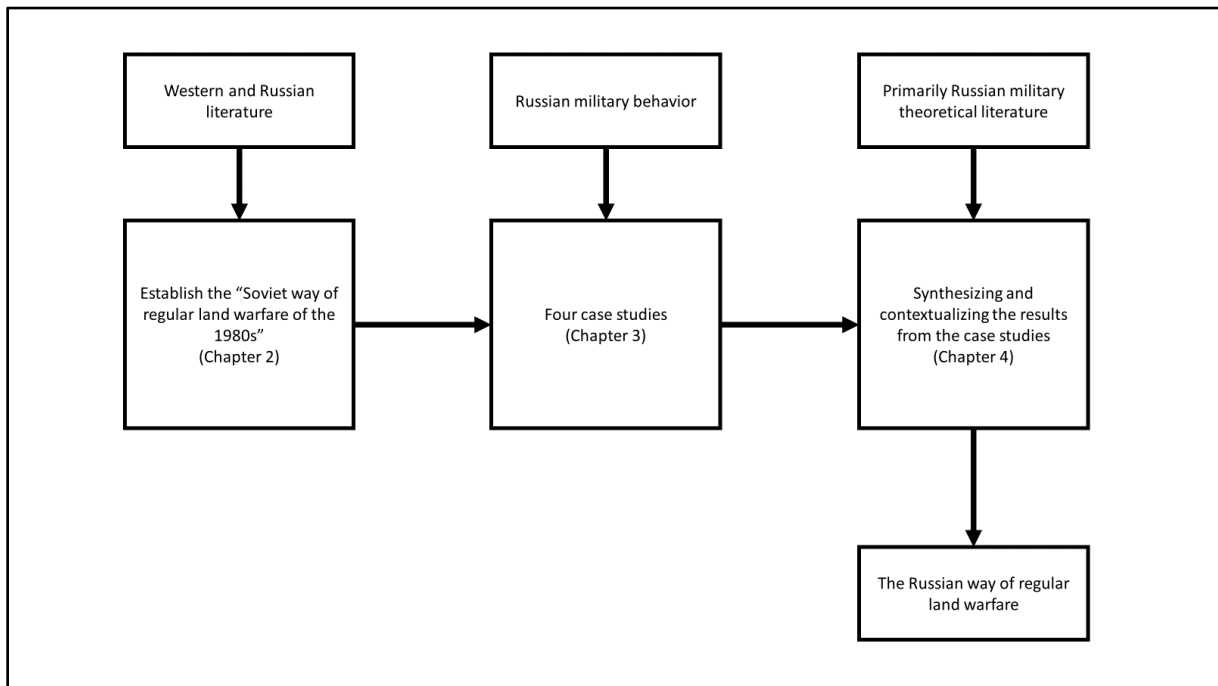 Western and Russian
literature
Russian military behavior
Primarily Russian military
theoretical literature
Establish the “Soviet way of
regular land warfare of the
1980s”
(Chapter 2)
Four case studies
(Chapter 3)
Synthesizing and
contextualizing the results
from the case studies
(Chapter 4)
The Russian way of regular
land warfare